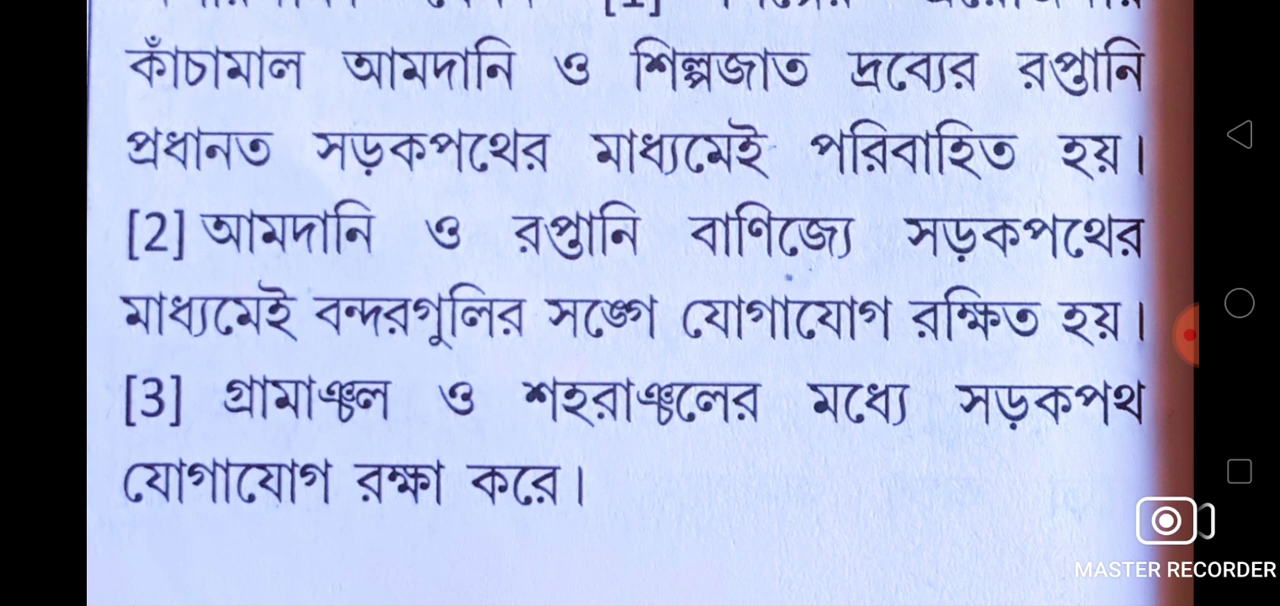 [1]
কাঁচামাল আমদানি ও শিল্পজাত দ্রব্যের রপ্তানি
প্রধানত সড়কপথের মাধ্যমেই পরিবাহিত হয়।
[2] আমদানি ও রপ্তানি বাণিজ্যে সড়কপথের
মাধ্যমেই বন্দরগুলির সঙ্গে যোগাযোগ রক্ষিত হয়।
[3] গ্রামাঞ্চল ও শহরাঞ্চলের মধ্যে সড়কপথ
যোগাযোগ রক্ষা করে।
MASTER RECORDER